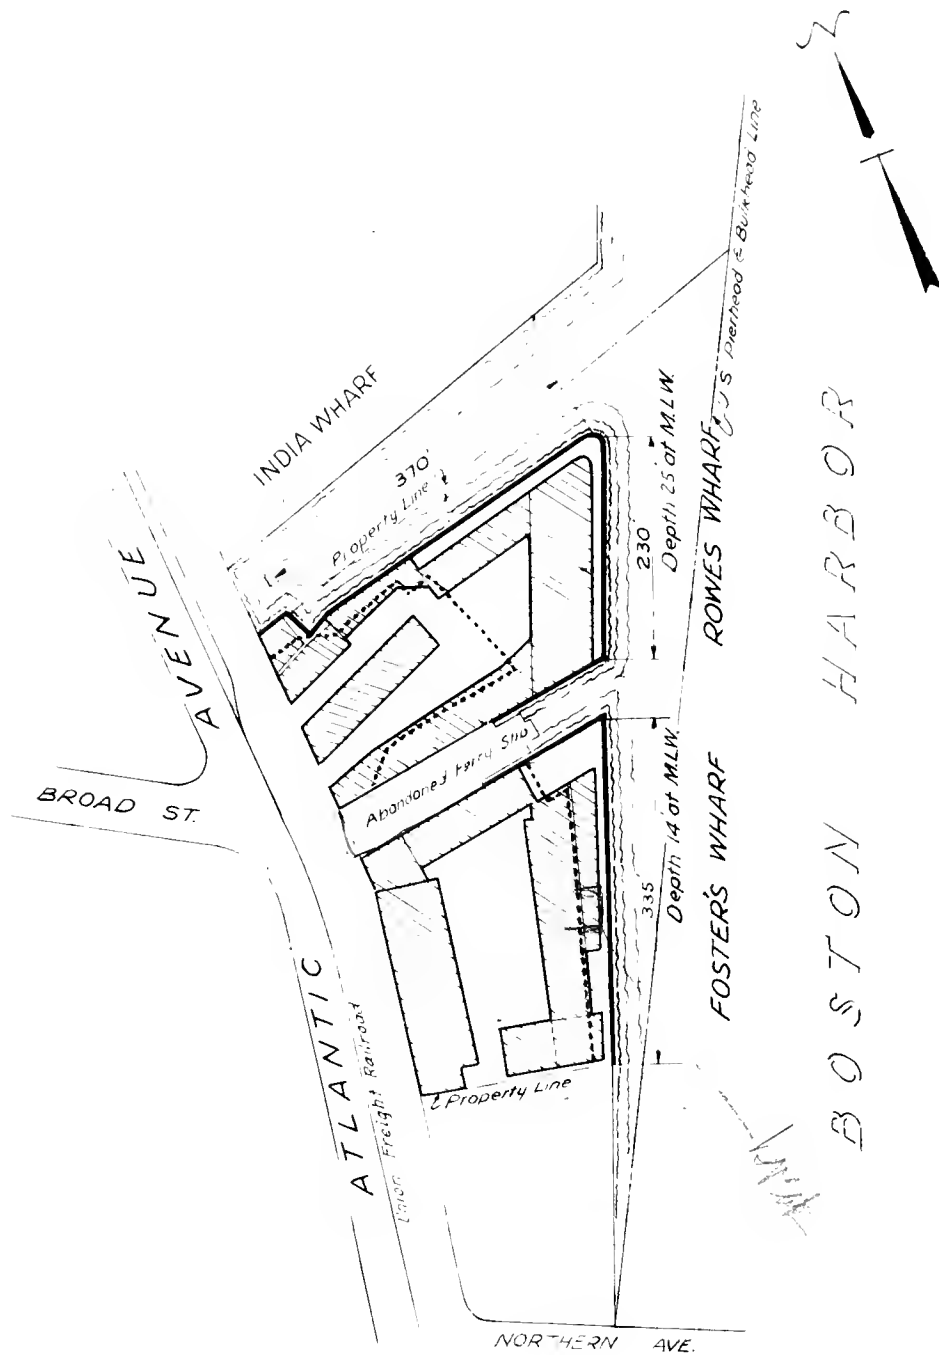 N
U S Pierhead & Bulkhead Line
INDIA WHARF
370'
Property Line
230'
Depth 25' at M.L.W.
ROWES WHARF
BOSTON HARBOR
ATLANTIC AVENUE
BROAD ST.
Abandoned Ferry Slip
335
Depth 14' at M.L.W.
FOSTER'S WHARF
Union Freight Railroad
Property Line
NORTHERN AVE.